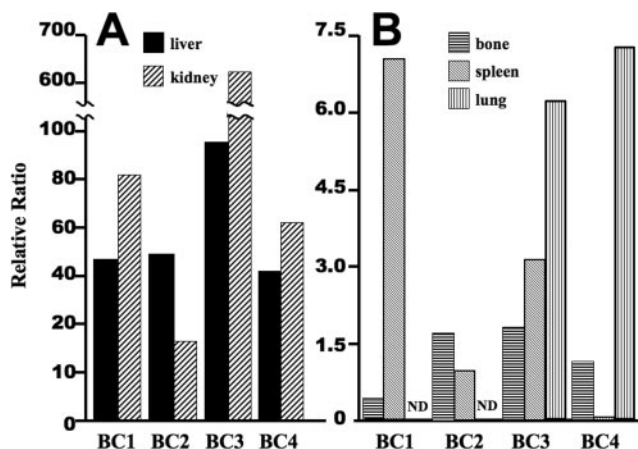 A
Relative Ratio
700
600
100
80
60
40
20
10
0
liver
kidney
BC1 BC2 BC3 BC4
B
7.5
6.0
4.5
3.0
1.5
0
bone
spleen
lung
ND
ND
BC1 BC2 BC3 BC4